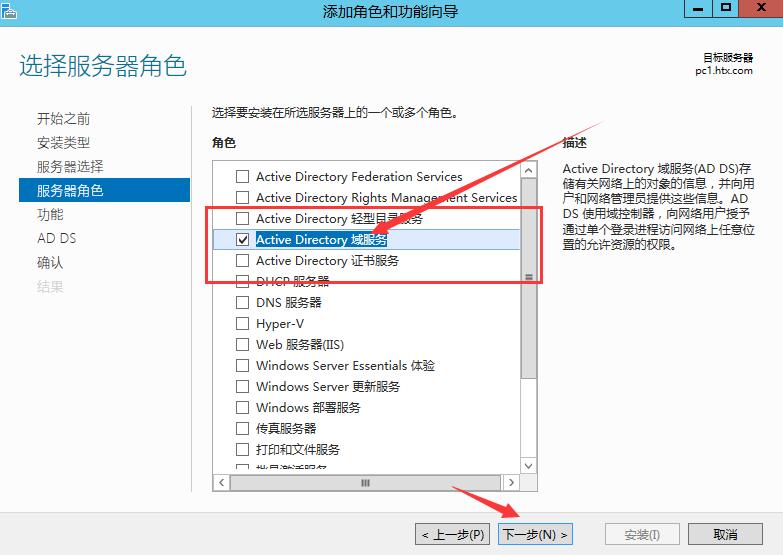 添加角色和功能向导
选择服务器角色
目标服务器
pc1.htx.com
开始之前
安装类型
服务器选择
服务器角色
功能
AD DS
确认
结果
选择要安装在所选服务器上的一个或多个角色。
角色
Active Directory Federation Services
Active Directory Rights Management Services
Active Directory 轻型目录服务
Active Directory 域服务
Active Directory 证书服务
DHCP 服务器
DNS 服务器
Hyper-V
Web 服务器(IIS)
Windows Server Essentials 体验
Windows Server 更新服务
Windows 部署服务
传真服务器
打印和文件服务
批量激活服务
描述
Active Directory 域服务(AD DS)存
储有关网络上的对象的信息，并向用
户和网络管理员提供这些信息。AD
DS 使用域控制器，向网络用户授予
通过单个登录进程访问网络上任意位
置的允许资源的权限。
< 上一步(P)
下一步(N) >
安装(I)
取消